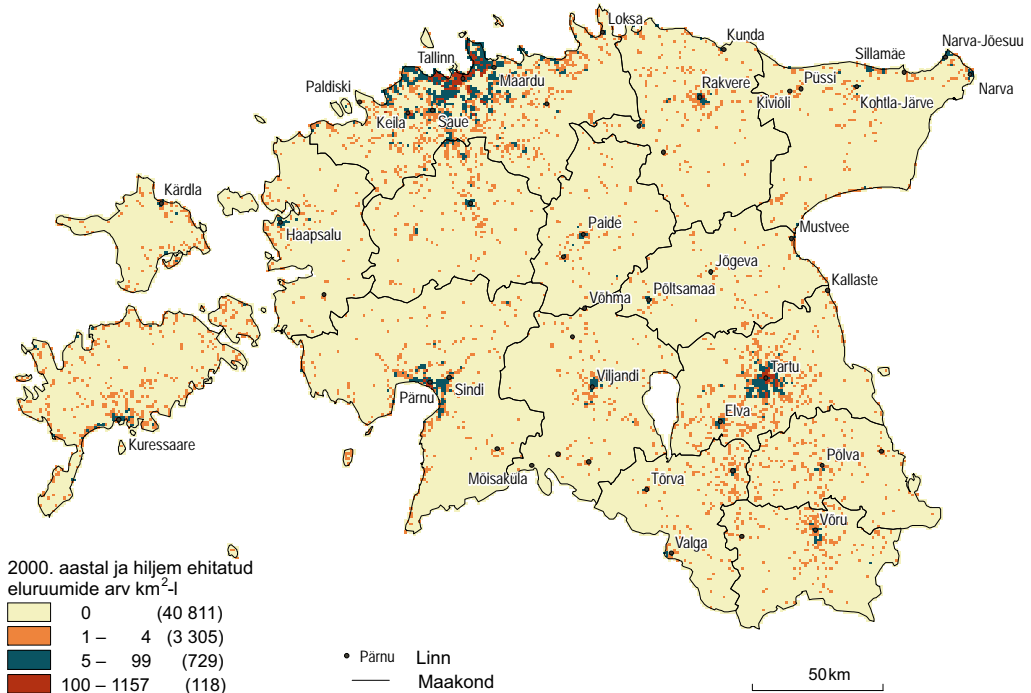 Loksa
Kunda
Narva-Jõesuu
Tallinn
Sillamäe
Maardu
Rakvere
Püssi
Narva
Paldiski
Kiviõli
Kohtla-Järve
Keila
Saue
Kärdla
Haapsalu
Paide
Mustvee
Jõgeva
Kallaste
Põltsamaa
Võhma
Tartu
Viljandi
Sindi
Pärnu
Elva
Kuressaare
Põlva
Mõisaküla
Tõrva
Võru
Valga
2000. aastal ja hiljem ehitatud
eluruumide arv km²-l
0 (40 811)
1 – 4 (3 305)
5 – 99 (729)
100 – 1157 (118)
Pärnu Linn
Maakond
50 km